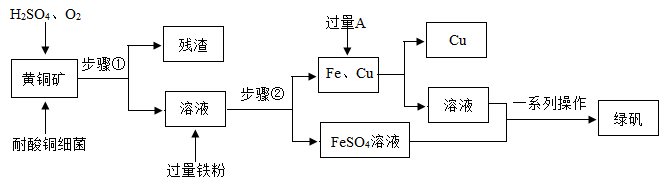 H₂SO₄、O₂
过量A
黄铜矿
步骤①
残渣
Fe、Cu
Cu
耐酸铜细菌
溶液
步骤②
溶液
一系列操作
绿矾
FeSO₄溶液
过量铁粉